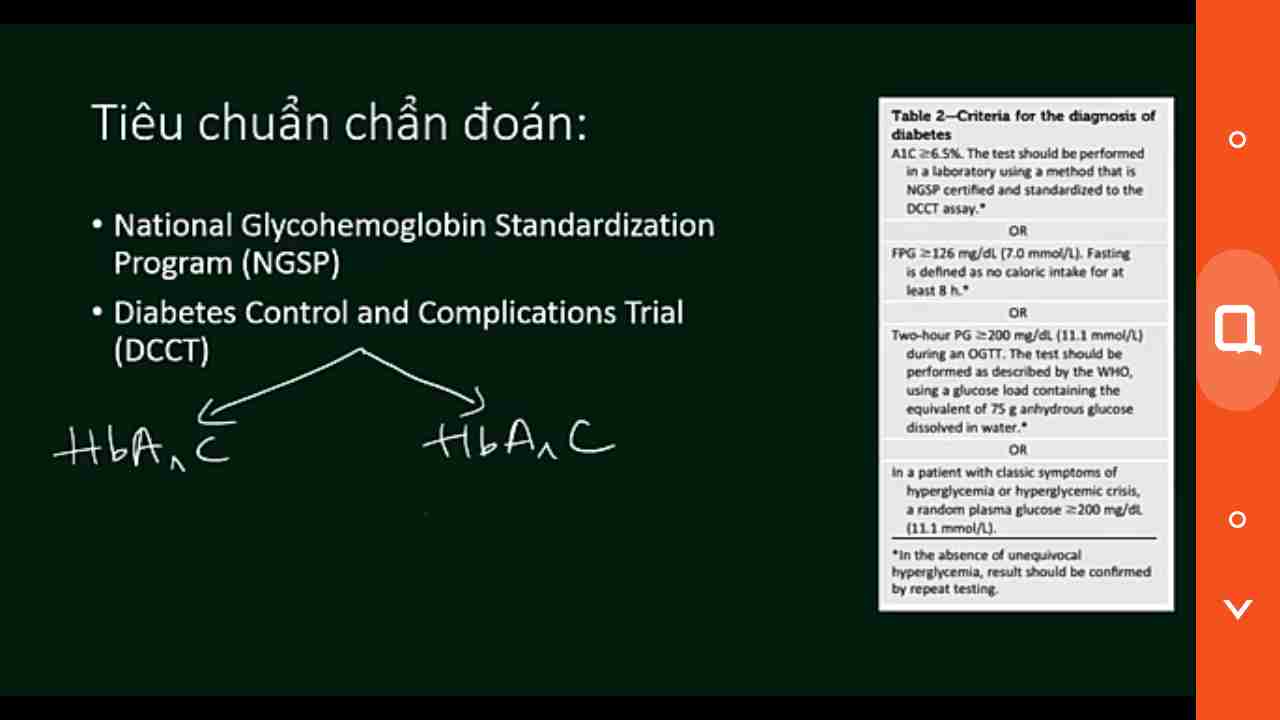 Tiêu chuẩn chẩn đoán:
• National Glycohemoglobin Standardization
Program (NGSP)
• Diabetes Control and Complications Trial
(DCCT)
HbA1C
HbA1C
Table 2—Criteria for the diagnosis of
diabetes
A1C ≥6.5%. The test should be performed
in a laboratory using a method that is
NGSP certified and standardized to the
DCCT assay.*
OR
FPG ≥126 mg/dL (7.0 mmol/L). Fasting
is defined as no caloric intake for at
least 8 h.*
OR
Two-hour PG ≥200 mg/dL (11.1 mmol/L)
during an OGTT. The test should be
performed as described by the WHO,
using a glucose load containing the
equivalent of 75 g anhydrous glucose
dissolved in water.*
OR
In a patient with classic symptoms of
hyperglycemia or hyperglycemic crisis,
a random plasma glucose ≥200 mg/dL
(11.1 mmol/L).
*In the absence of unequivocal
hyperglycemia, result should be confirmed
by repeat testing.